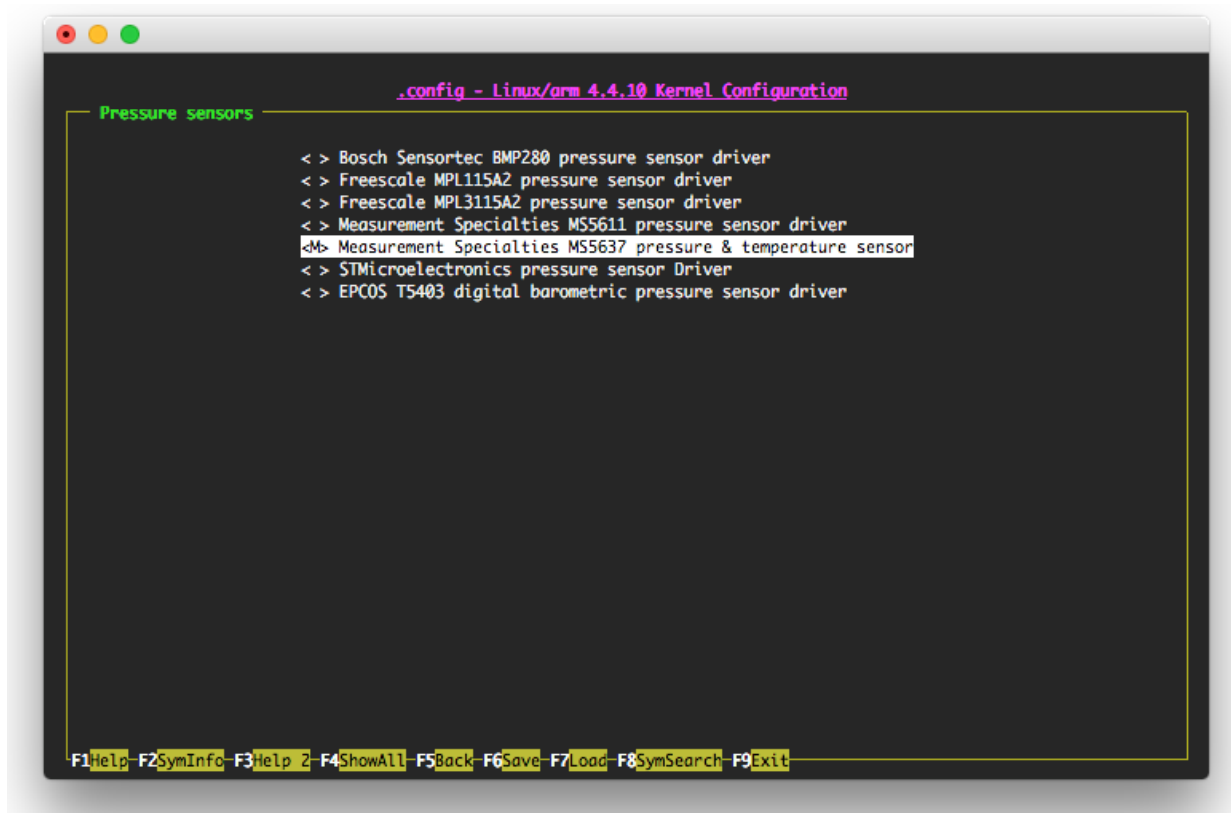 .config - Linux/arm 4.4.10 Kernel Configuration
Pressure sensors
< > Bosch Sensortec BMP280 pressure sensor driver
< > Freescale MPL115A2 pressure sensor driver
< > Freescale MPL3115A2 pressure sensor driver
< > Measurement Specialties MS5611 pressure sensor driver
<M> Measurement Specialties MS5637 pressure & temperature sensor
< > STMicroelectronics pressure sensor Driver
< > EPCOS T5403 digital barometric pressure sensor driver
F1Help-F2SymInfo-F3Help 2-F4ShowAll-F5Back-F6Save-F7Load-F8SymSearch-F9Exit